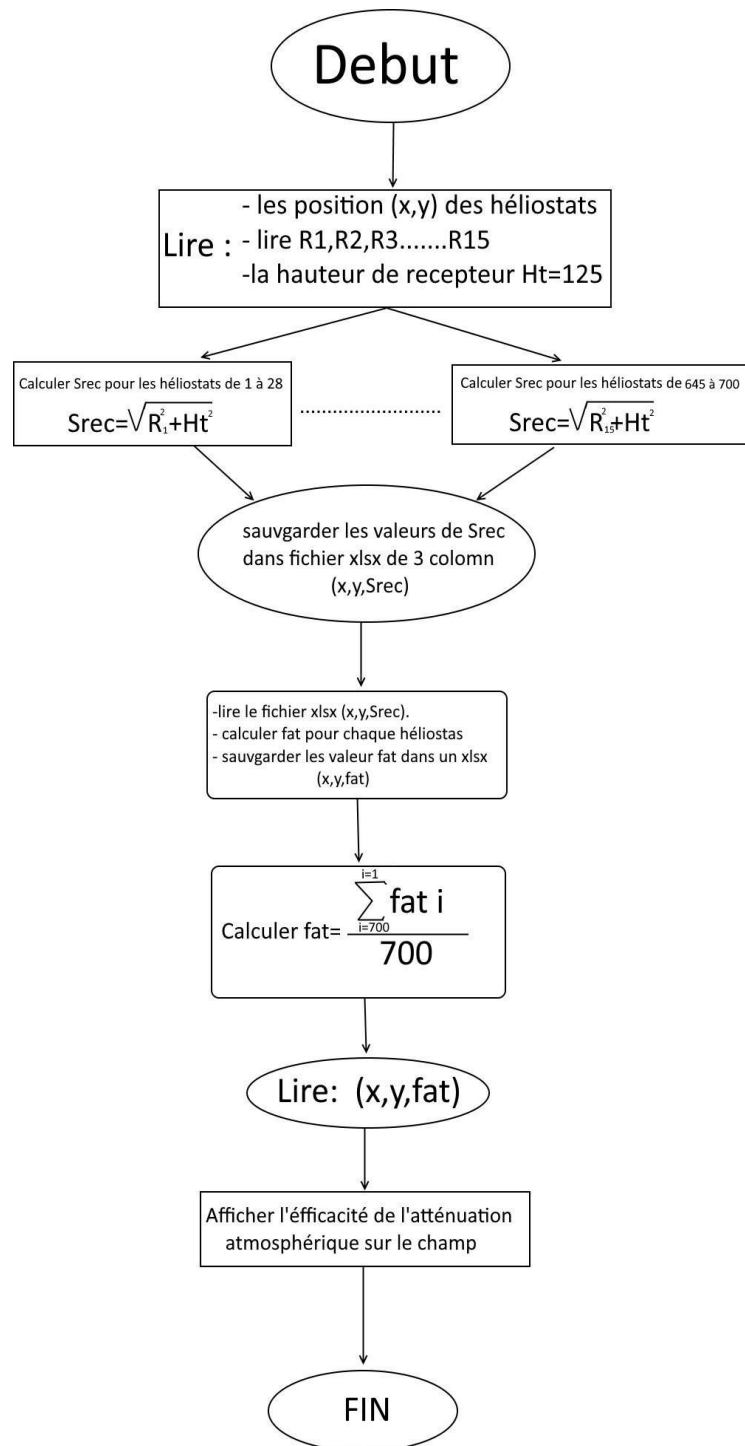 Debut
- les position (x,y) des héliostats
Lire : - lire R1,R2,R3.......R15
-la hauteur de recepteur Ht=125
Calculer Srec pour les héliostats de 1 à 28
Srec=√R₁²+Ht²
........................
Calculer Srec pour les héliostats de 645 à 700
Srec=√R₁₅²+Ht²
sauvgarder les valeurs de Srec
dans fichier xlsx de 3 colomn
(x,y,Srec)
-lire le fichier xlsx (x,y,Srec).
- calculer fat pour chaque héliostas
- sauvgarder les valeur fat dans un xlsx
(x,y,fat)
i=1
Calculer fat= ∑ fat i
i=700
700
Lire: (x,y,fat)
Afficher l'éfficacité de l'atténuation
atmosphérique sur le champ
FIN